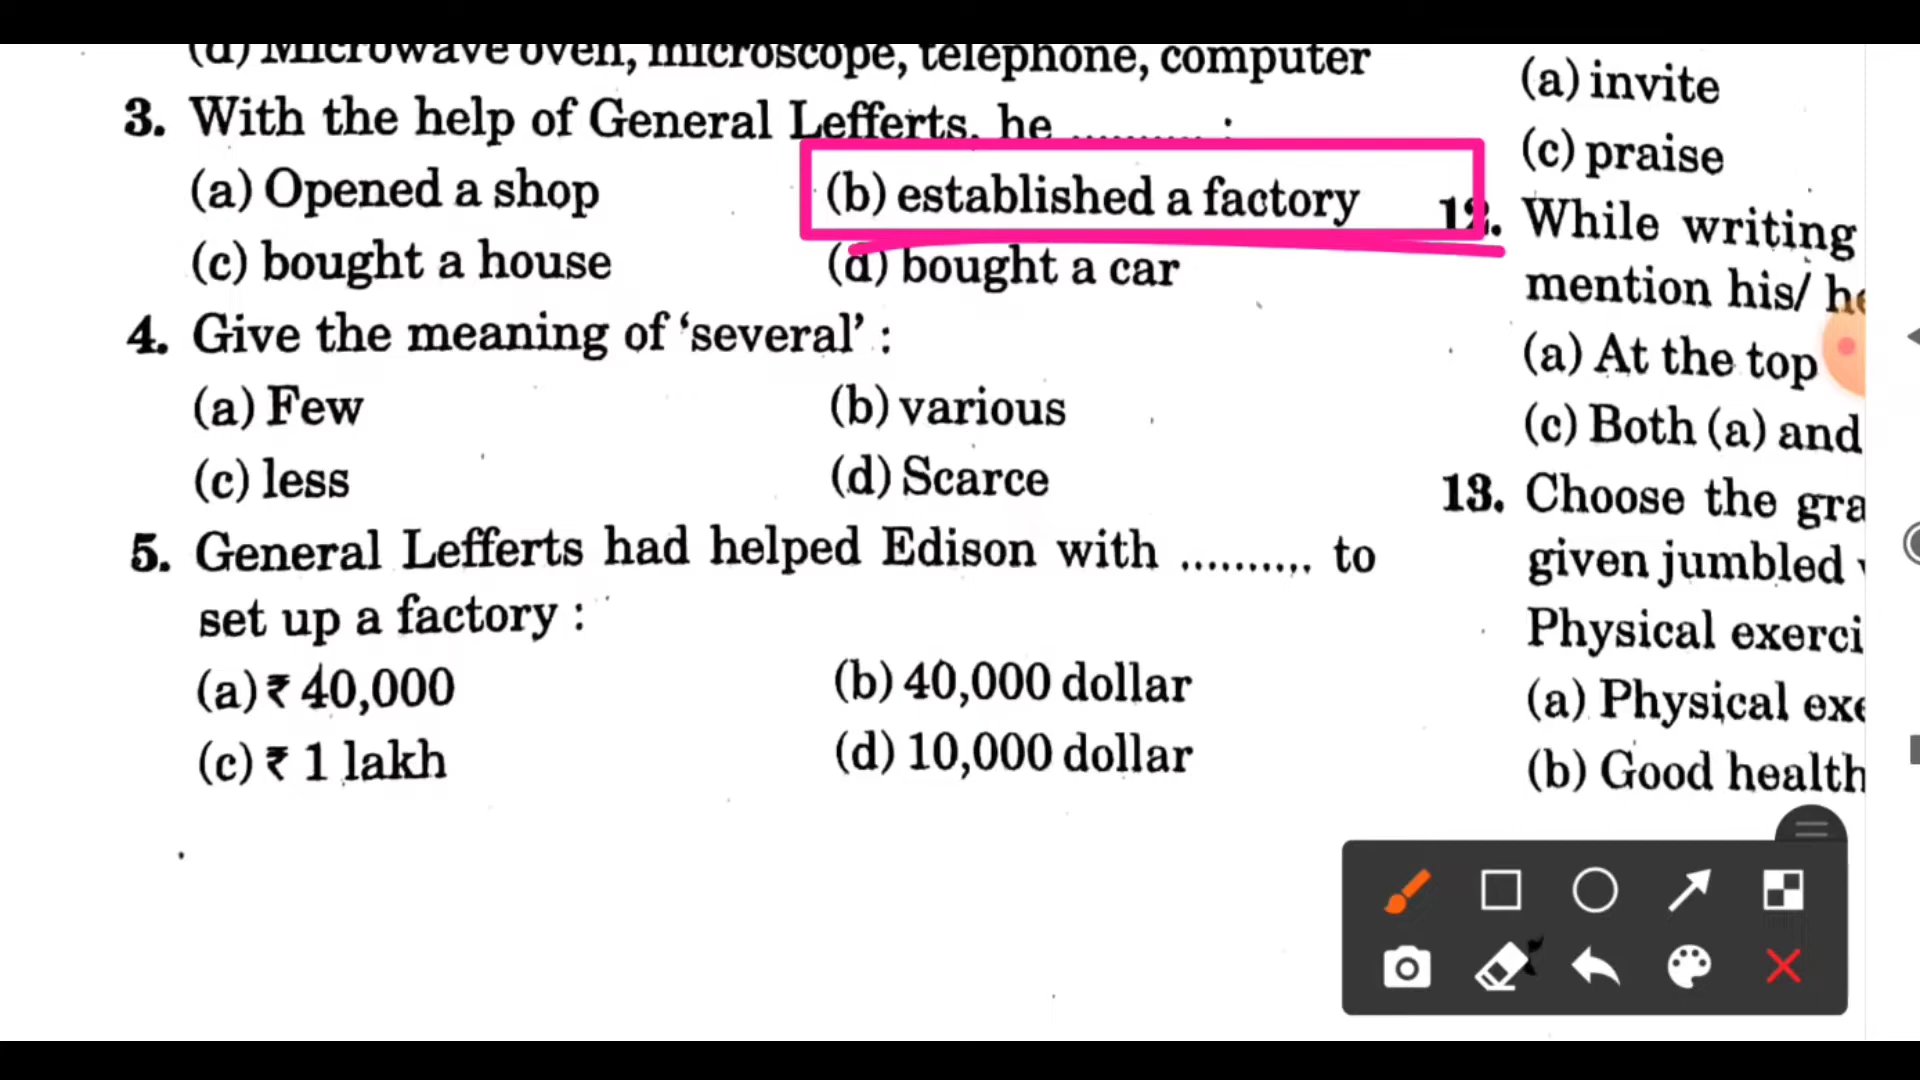 (d) Microwave oven, microscope, telephone, computer
3. With the help of General Lefferts, he .......... :
(a) Opened a shop (b) established a factory
(c) bought a house (d) bought a car
4. Give the meaning of ‘several’ :
(a) Few (b) various
(c) less (d) Scarce
5. General Lefferts had helped Edison with .......... to
set up a factory :
(a) ₹ 40,000 (b) 40,000 dollar
(c) ₹ 1 lakh (d) 10,000 dollar
(a) invite
(c) praise
12. While writing
mention his/
(a) At the top
(c) Both (a) and
13. Choose the
given jumbled
Physical
(a) Physical
(b) Good health